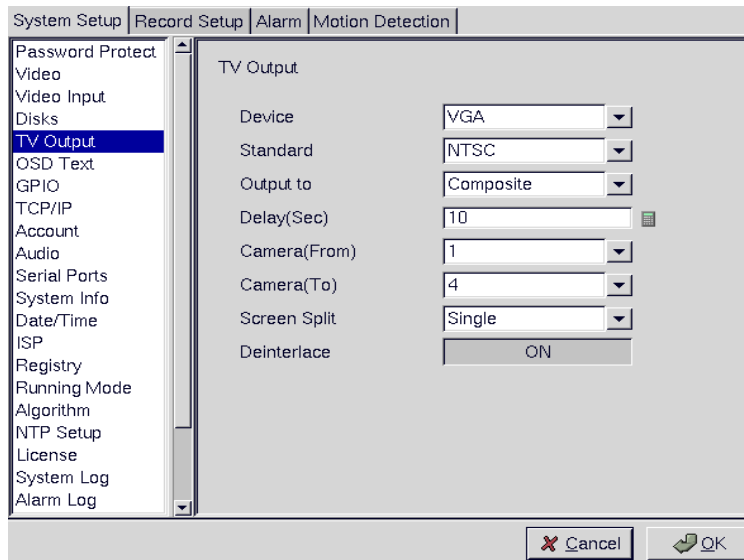 System Setup Record Setup Alarm Motion Detection
Password Protect
Video
Video Input
Disks
TV Output
OSD Text
GPIO
TCP/IP
Account
Audio
Serial Ports
System Info
Date/Time
ISP
Registry
Running Mode
Algorithm
NTP Setup
License
System Log
Alarm Log
TV Output
Device VGA
Standard NTSC
Output to Composite
Delay(Sec) 10
Camera(From) 1
Camera(To) 4
Screen Split Single
Deinterlace ON
Cancel OK